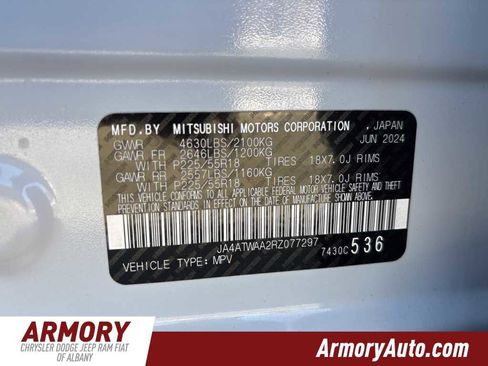 MFD.BY MITSUBISHI MOTORS CORPORATION , JAPAN
GVWR 4630LBS/2100KG JUN 2024
GAWR FR 2646LBS/1200KG
WITH P225/55R18 TIRES 18X7.0J RIMS
GAWR RR 2557LBS/1160KG
WITH P225/55R18 TIRES 18X7.0J RIMS
THIS VEHICLE CONFORMS TO ALL APPLICABLE FEDERAL MOTOR VEHICLE
SAFETY AND THEFT PREVENTION STANDARDS IN EFFECT ON THE DATE OF
MANUFACTURE SHOWN ABOVE.
JA4ATWAA2RZ077297
VEHICLE TYPE: MPV 7430C 536
ARMORY
CHRYSLER DODGE JEEP RAM FIAT
OF ALBANY
ArmoryAuto.com